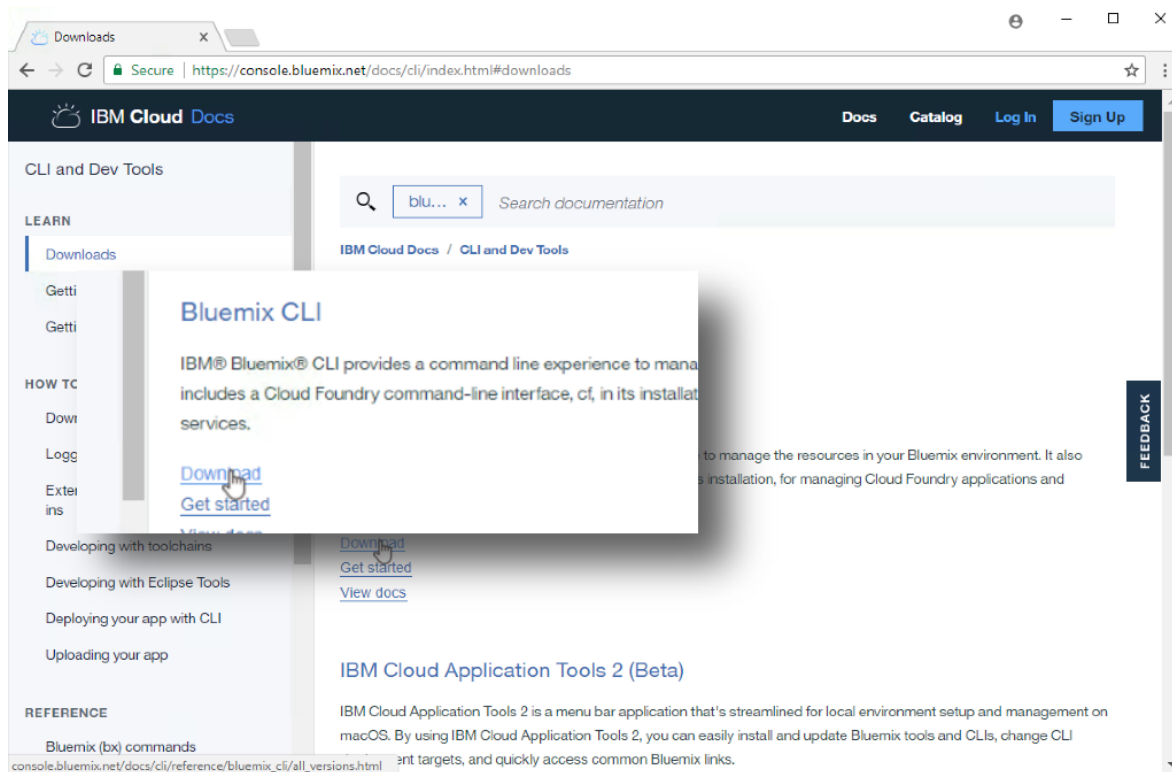 Downloads
Secure | https://console.bluemix.net/docs/cli/index.html#downloads
IBM Cloud Docs
Docs Catalog Log In Sign Up
CLI and Dev Tools
LEARN
Downloads
Getti
Getti
HOW TO
Down
Logg
Exter
ins
Developing with toolchains
Developing with Eclipse Tools
Deploying your app with CLI
Uploading your app
REFERENCE
Bluemix (bx) commands
console.bluemix.net/docs/cli/reference/bluemix_cli/all_versions.html
blu... x Search documentation
IBM Cloud Docs / CLI and Dev Tools
Bluemix CLI
IBM® Bluemix® CLI provides a command line experience to mana
includes a Cloud Foundry command-line interface, cf, in its installat
services.
Download
Get started
View docs
to manage the resources in your Bluemix environment. It also
s installation, for managing Cloud Foundry applications and
Download
Get started
View docs
IBM Cloud Application Tools 2 (Beta)
IBM Cloud Application Tools 2 is a menu bar application that's streamlined for local environment setup and management on
macOS. By using IBM Cloud Application Tools 2, you can easily install and update Bluemix tools and CLIs, change CLI
ent targets, and quickly access common Bluemix links.
FEEDBACK